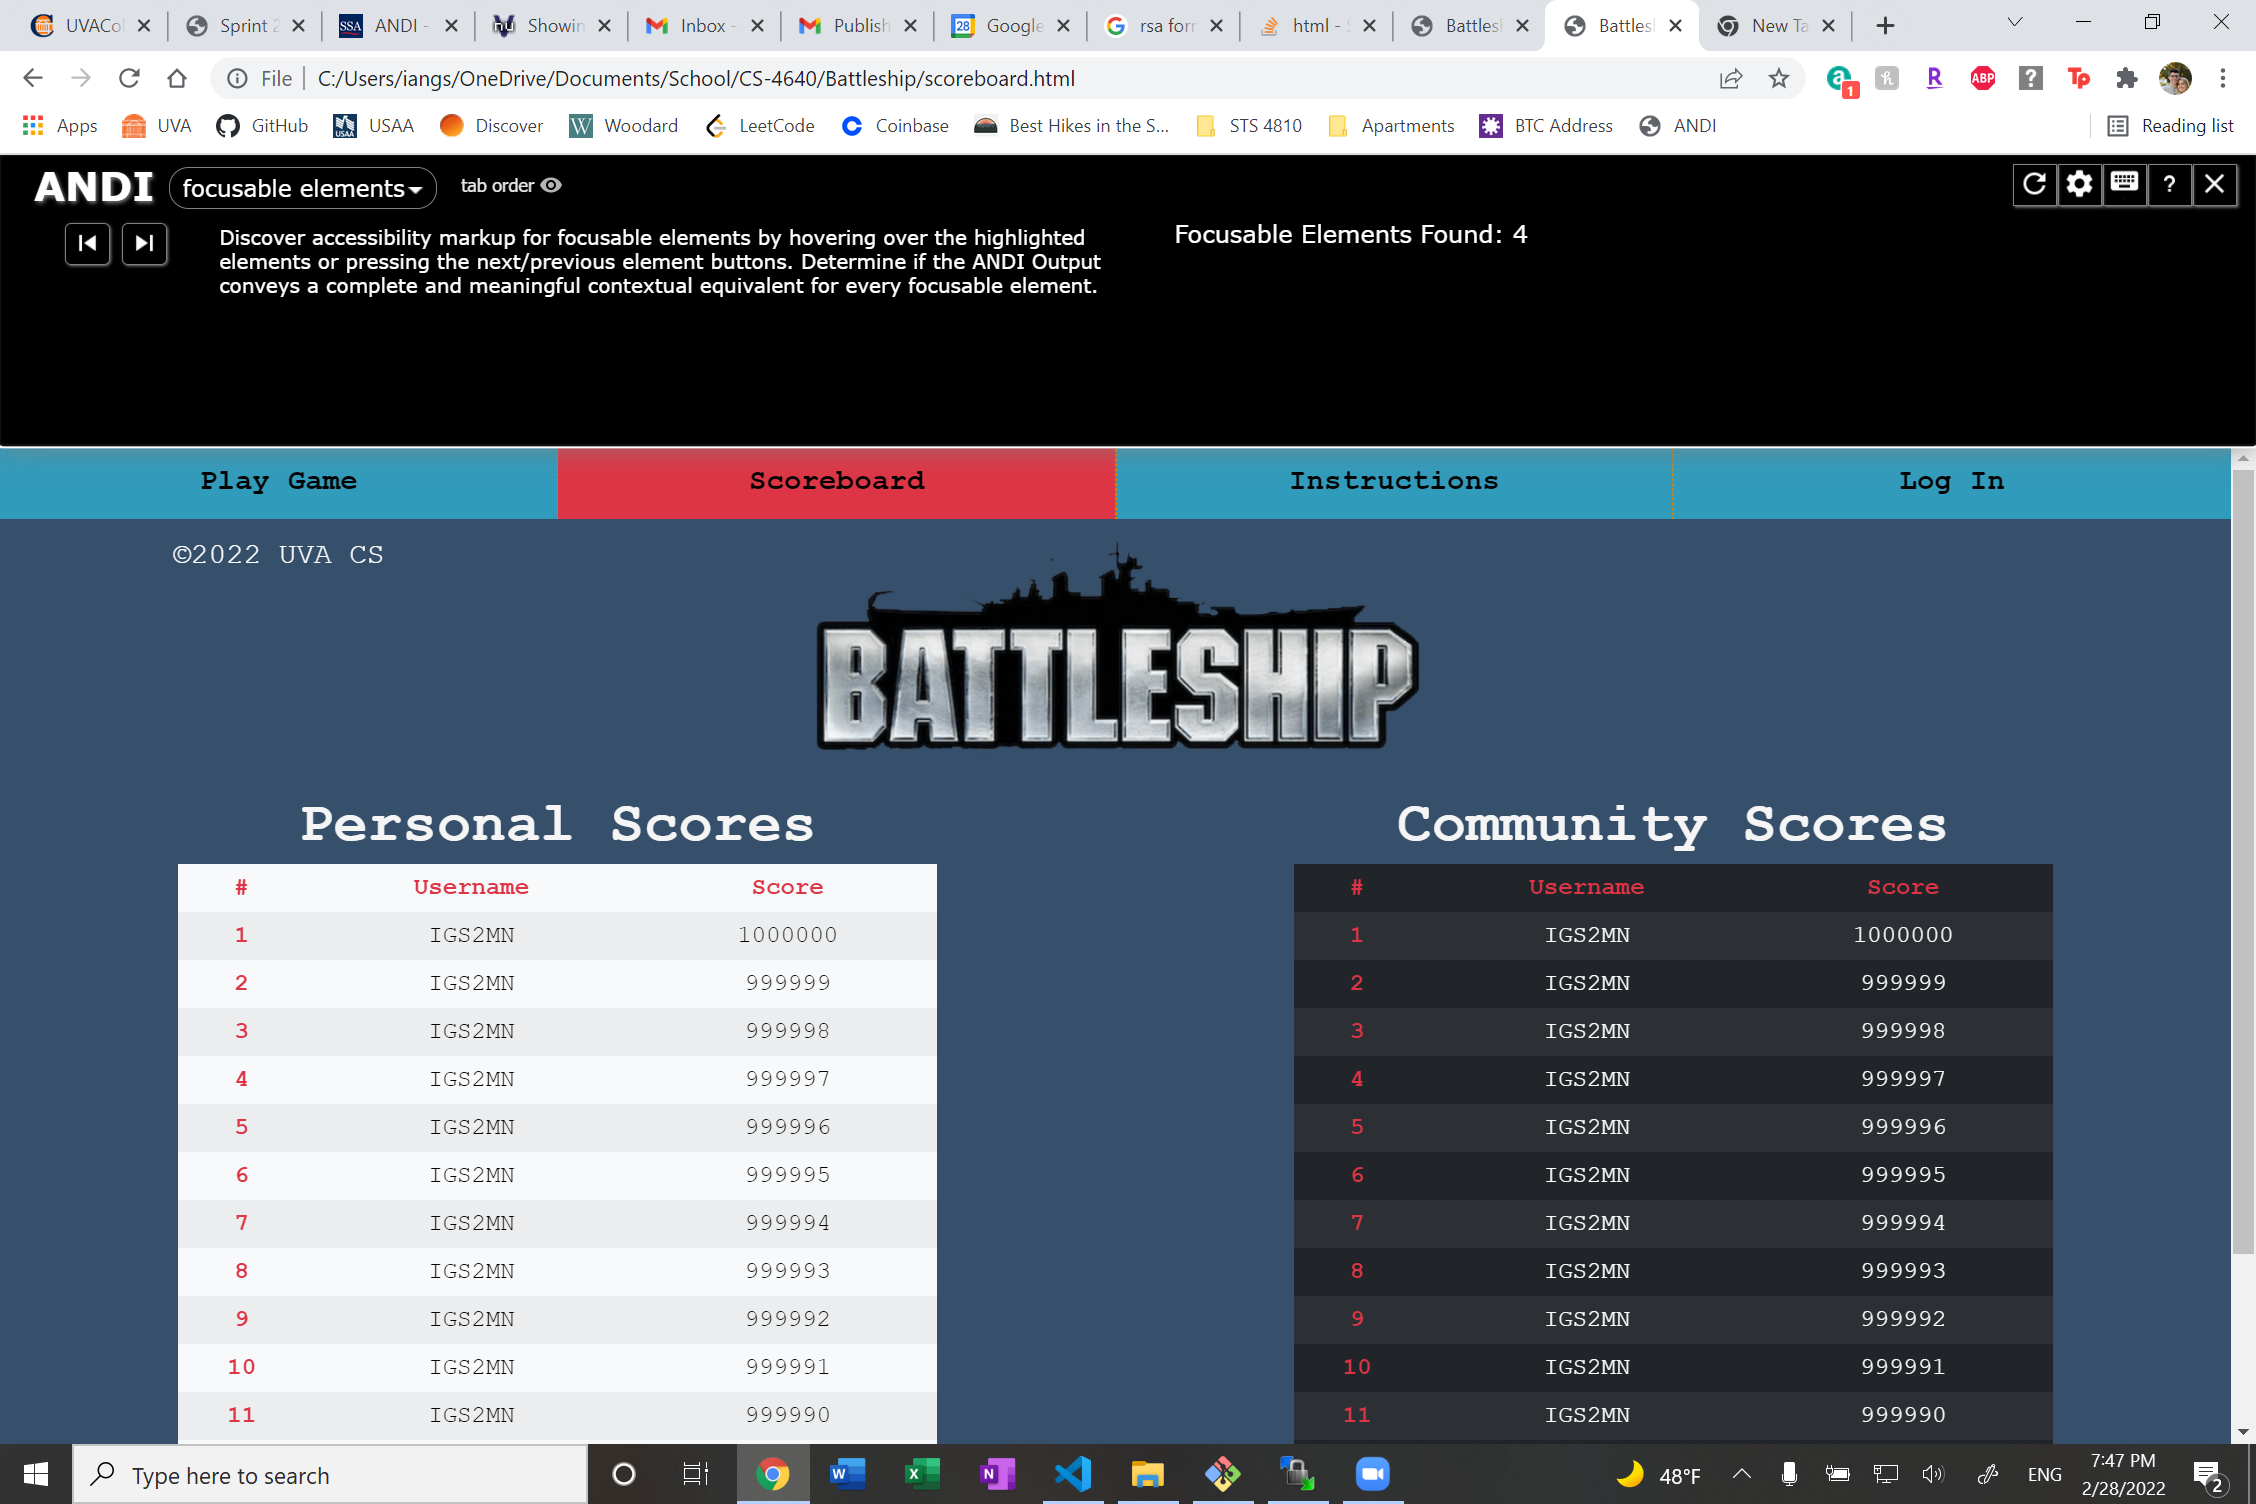 UVACo
Sprint 2
ANDI -
Showin
Inbox -
Publish
Google
rsa for
html - S
Battlesh
Battlesh
New Ta
File
C:/Users/iangs/OneDrive/Documents/School/CS-4640/Battleship/scoreboard.html
1
ABP
Apps
UVA
GitHub
USAA
Discover
Woodard
LeetCode
Coinbase
Best Hikes in the S...
STS 4810
Apartments
BTC Address
ANDI
Reading list
ANDI
focusable elements
tab order
?
Discover accessibility markup for focusable elements by hovering over the highlighted
elements or pressing the next/previous element buttons. Determine if the ANDI Output
conveys a complete and meaningful contextual equivalent for every focusable element.
Focusable Elements Found: 4
Play Game
Scoreboard
Instructions
Log In
©2022 UVA CS
BATTLESHIP
Personal Scores
# Username Score
1 IGS2MN 1000000
2 IGS2MN 999999
3 IGS2MN 999998
4 IGS2MN 999997
5 IGS2MN 999996
6 IGS2MN 999995
7 IGS2MN 999994
8 IGS2MN 999993
9 IGS2MN 999992
10 IGS2MN 999991
11 IGS2MN 999990
Community Scores
# Username Score
1 IGS2MN 1000000
2 IGS2MN 999999
3 IGS2MN 999998
4 IGS2MN 999997
5 IGS2MN 999996
6 IGS2MN 999995
7 IGS2MN 999994
8 IGS2MN 999993
9 IGS2MN 999992
10 IGS2MN 999991
11 IGS2MN 999990
Type here to search
48°F
ENG
7:47 PM
2/28/2022
2